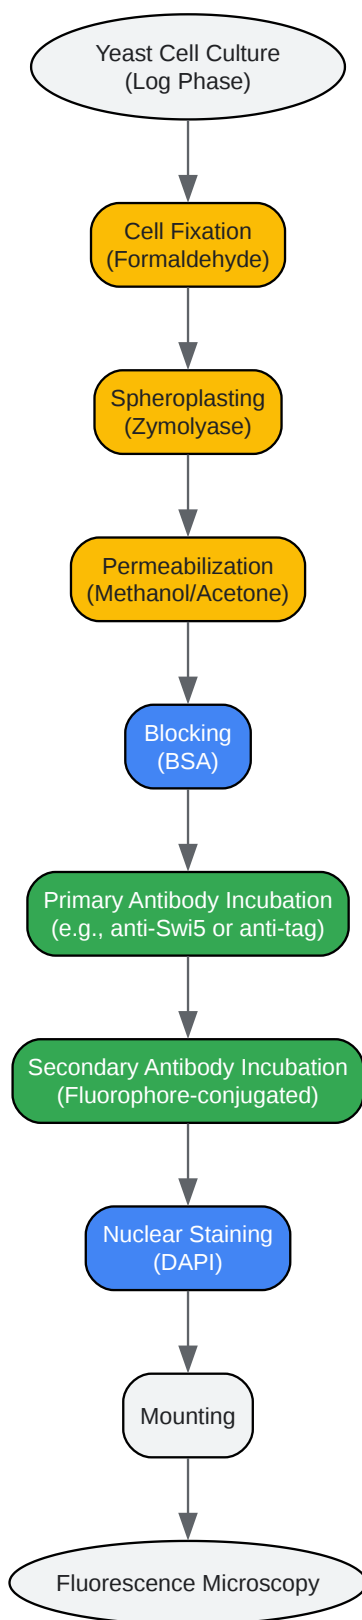 Yeast Cell Culture
(Log Phase)
Cell Fixation
(Formaldehyde)
Spheroplasting
(Zymolyase)
Permeabilization
(Methanol/Acetone)
Blocking
(BSA)
Primary Antibody Incubation
(e.g., anti-Swi5 or anti-tag)
Secondary Antibody Incubation
(Fluorophore-conjugated)
Nuclear Staining
(DAPI)
Mounting
Fluorescence Microscopy